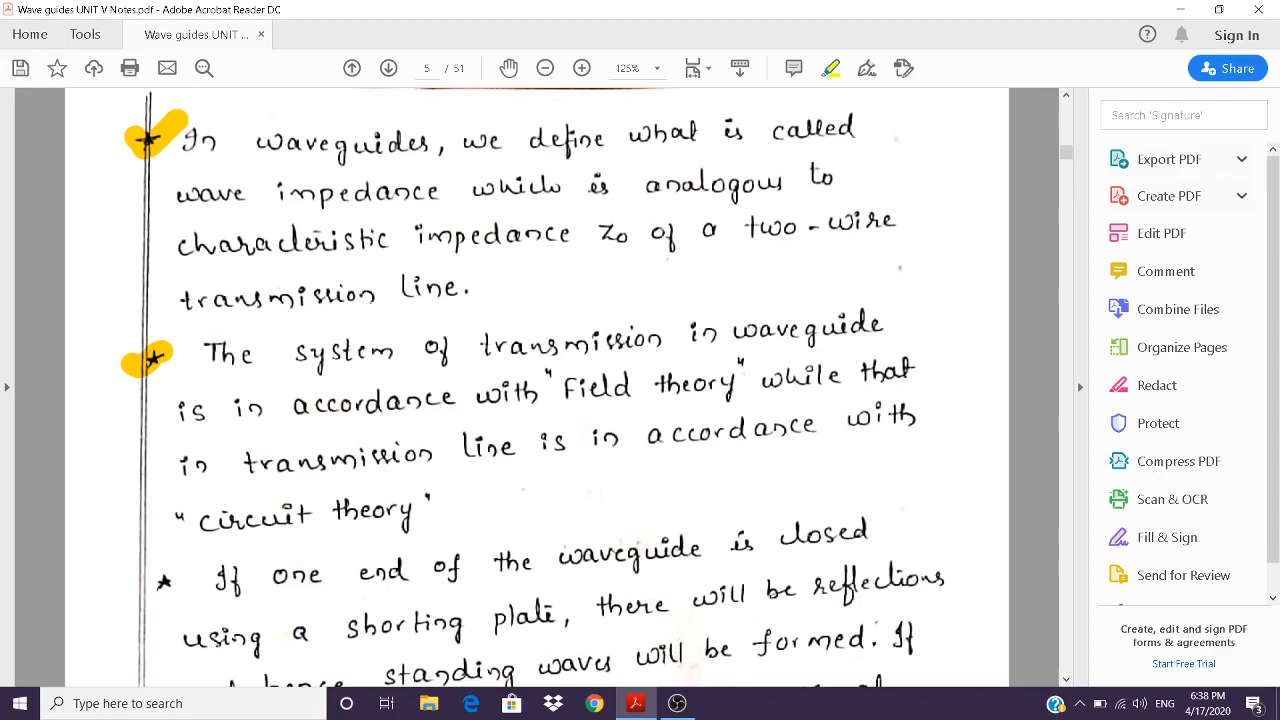 Wave guides UNIT V Notes.pdf - Adobe Acrobat Reader DC
Home Tools Wave guides UNIT ... × Sign In
5 / 51 125% Share
★ In waveguides, we define what is called
wave impedance which is analogous to
characteristic impedance Zo of a two-wire
transmission line.
★ The system of transmission in waveguide
is in accordance with "Field theory" while that
in transmission line is in accordance with
"circuit theory"
★ If one end of the waveguide is closed
using a shorting plate, there will be reflections
hence standing waves will be formed. If
Search 'Signature'
Export PDF
Create PDF
Edit PDF
Comment
Combine Files
Organize Pages
Redact
Protect
Compress PDF
Scan & OCR
Fill & Sign
Send for Review
Create, edit and sign PDF
forms & agreements
Start Free Trial
Type here to search
6:38 PM
4/17/2020